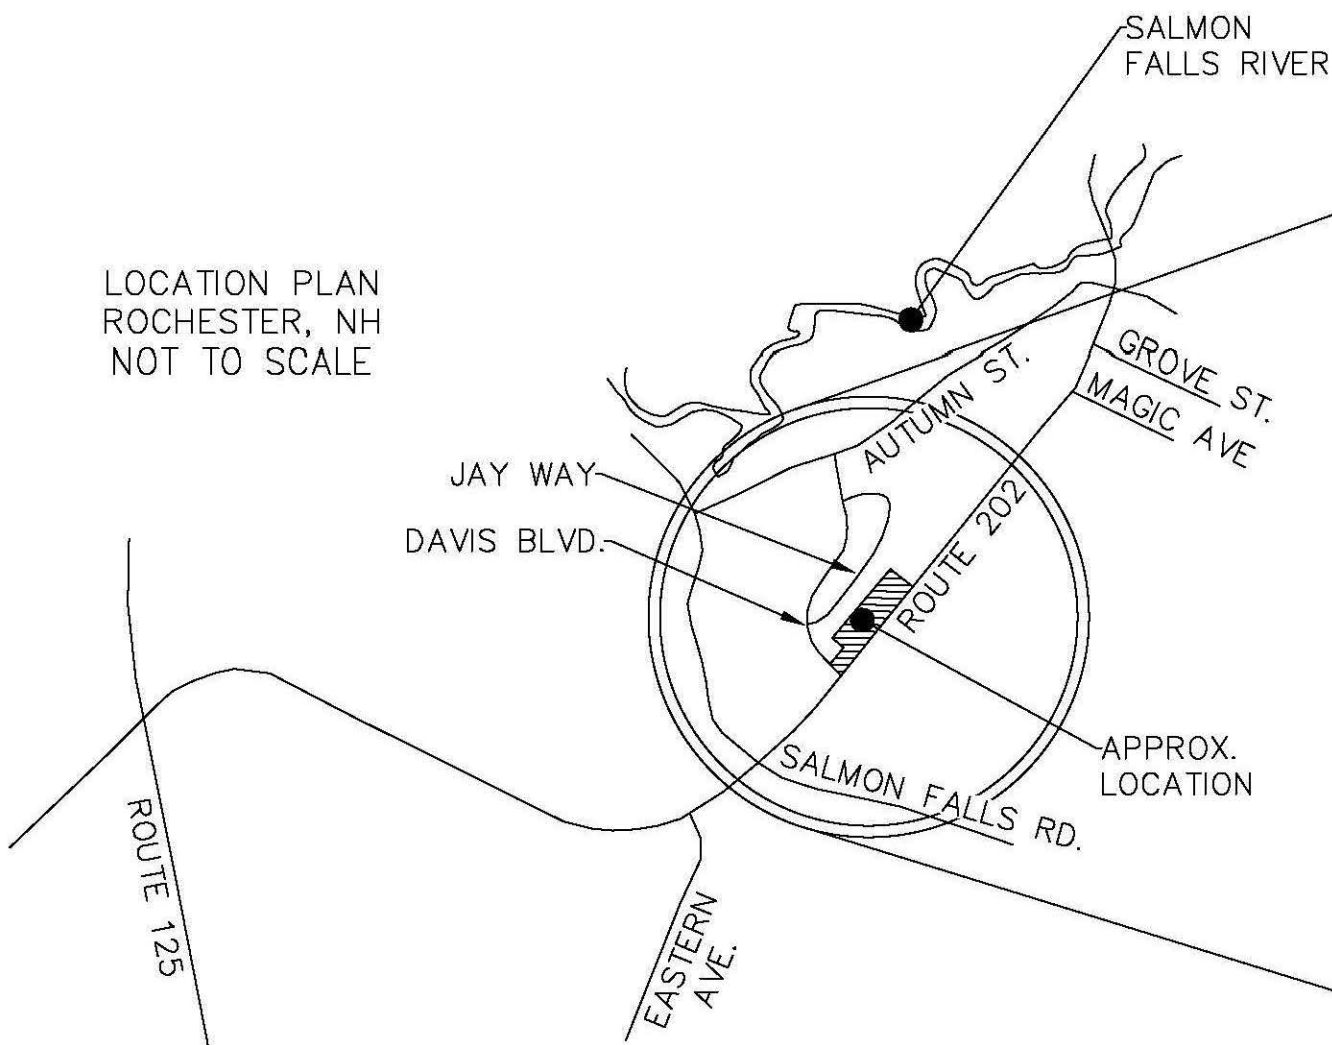 SALMON
FALLS RIVER
LOCATION PLAN
ROCHESTER, NH
NOT TO SCALE
GROVE ST.
MAGIC AVE
AUTUMN ST.
JAY WAY
DAVIS BLVD.
ROUTE 202
APPROX.
LOCATION
SALMON FALLS RD.
ROUTE 125
EASTERN
AVE.